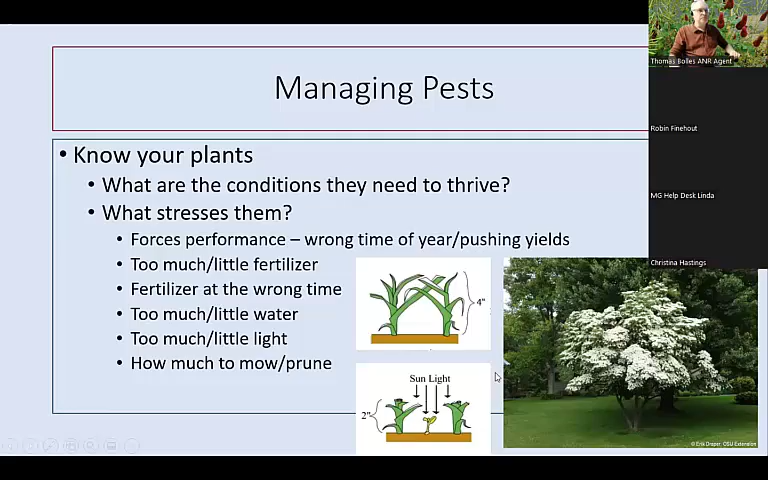 Managing Pests
• Know your plants
• What are the conditions they need to thrive?
• What stresses them?
• Forces performance – wrong time of year/pushing yields
• Too much/little fertilizer
• Fertilizer at the wrong time
• Too much/little water
• Too much/little light
• How much to mow/prune
4"
Sun Light
2"
© Erik Draper, OSU Extension
Thomas Bolles ANR Agent
Robin Finehout
MG Help Desk Linda
Christina Hastings